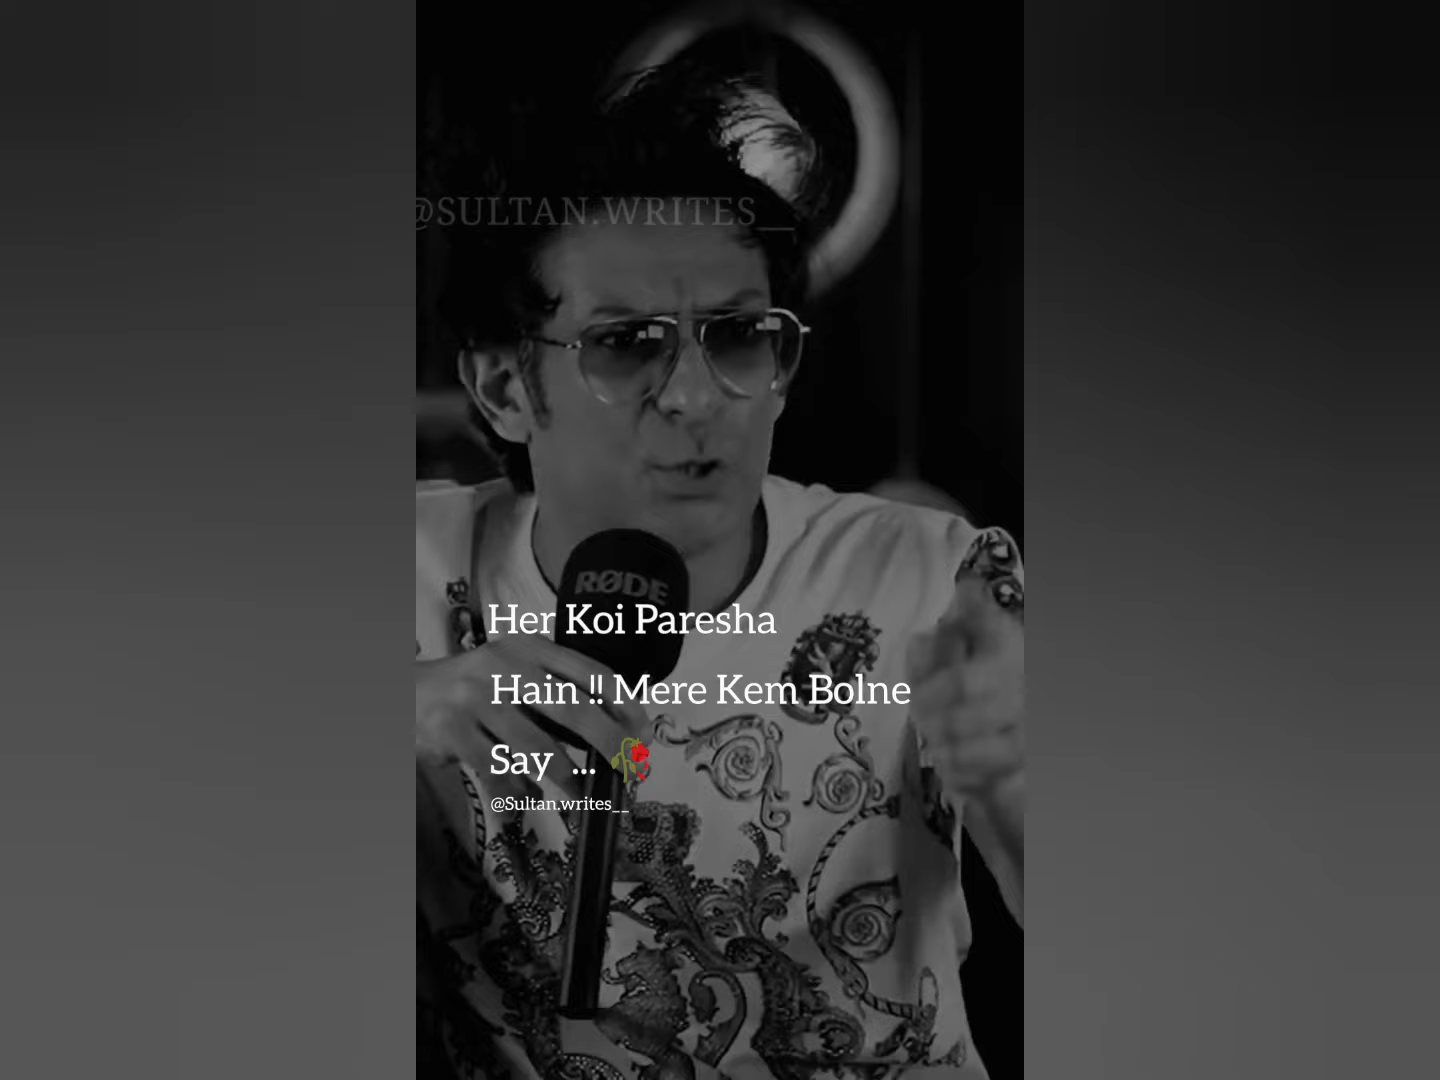 @SULTAN.WRITES__
RØDE
Her Koi Paresha
Hain !! Mere Kem Bolne
Say ... 🥀
@Sultan.writes__